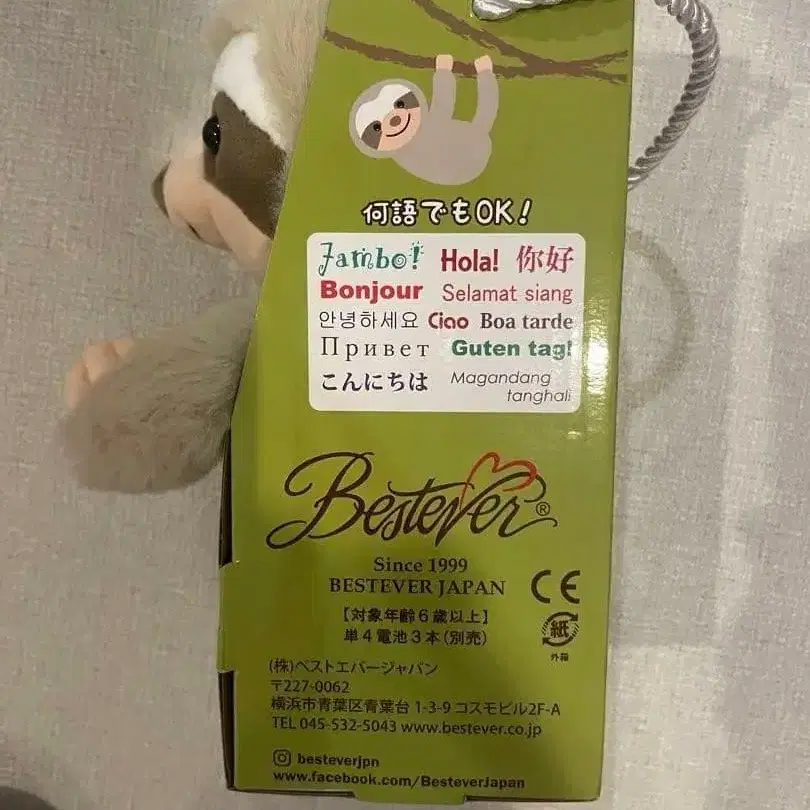 何語でもOK!
Jambo! Hola! 你好
Bonjour Selamat siang
안녕하세요 Ciao Boa tarde
Привет Guten tag!
こんにちは Magandang tanghali
Bestever®
Since 1999
BESTEVER JAPAN
CE
【対象年齢6歳以上】
単4電池3本(別売)
紙
外箱
(株)ベストエバージャパン
〒227-0062
横浜市青葉区青葉台 1-3-9 コスモビル2F-A
TEL 045-532-5043 www.bestever.co.jp
besteverjpn
www.facebook.com/BesteverJapan